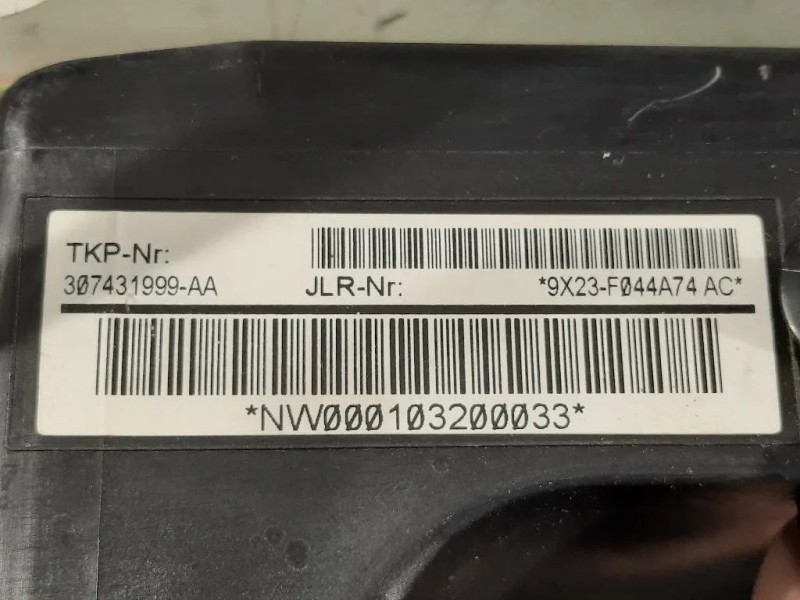 TKP-Nr:
307431999-AA
JLR-Nr:
*9X23-F044A74 AC*
*NW000103200033*